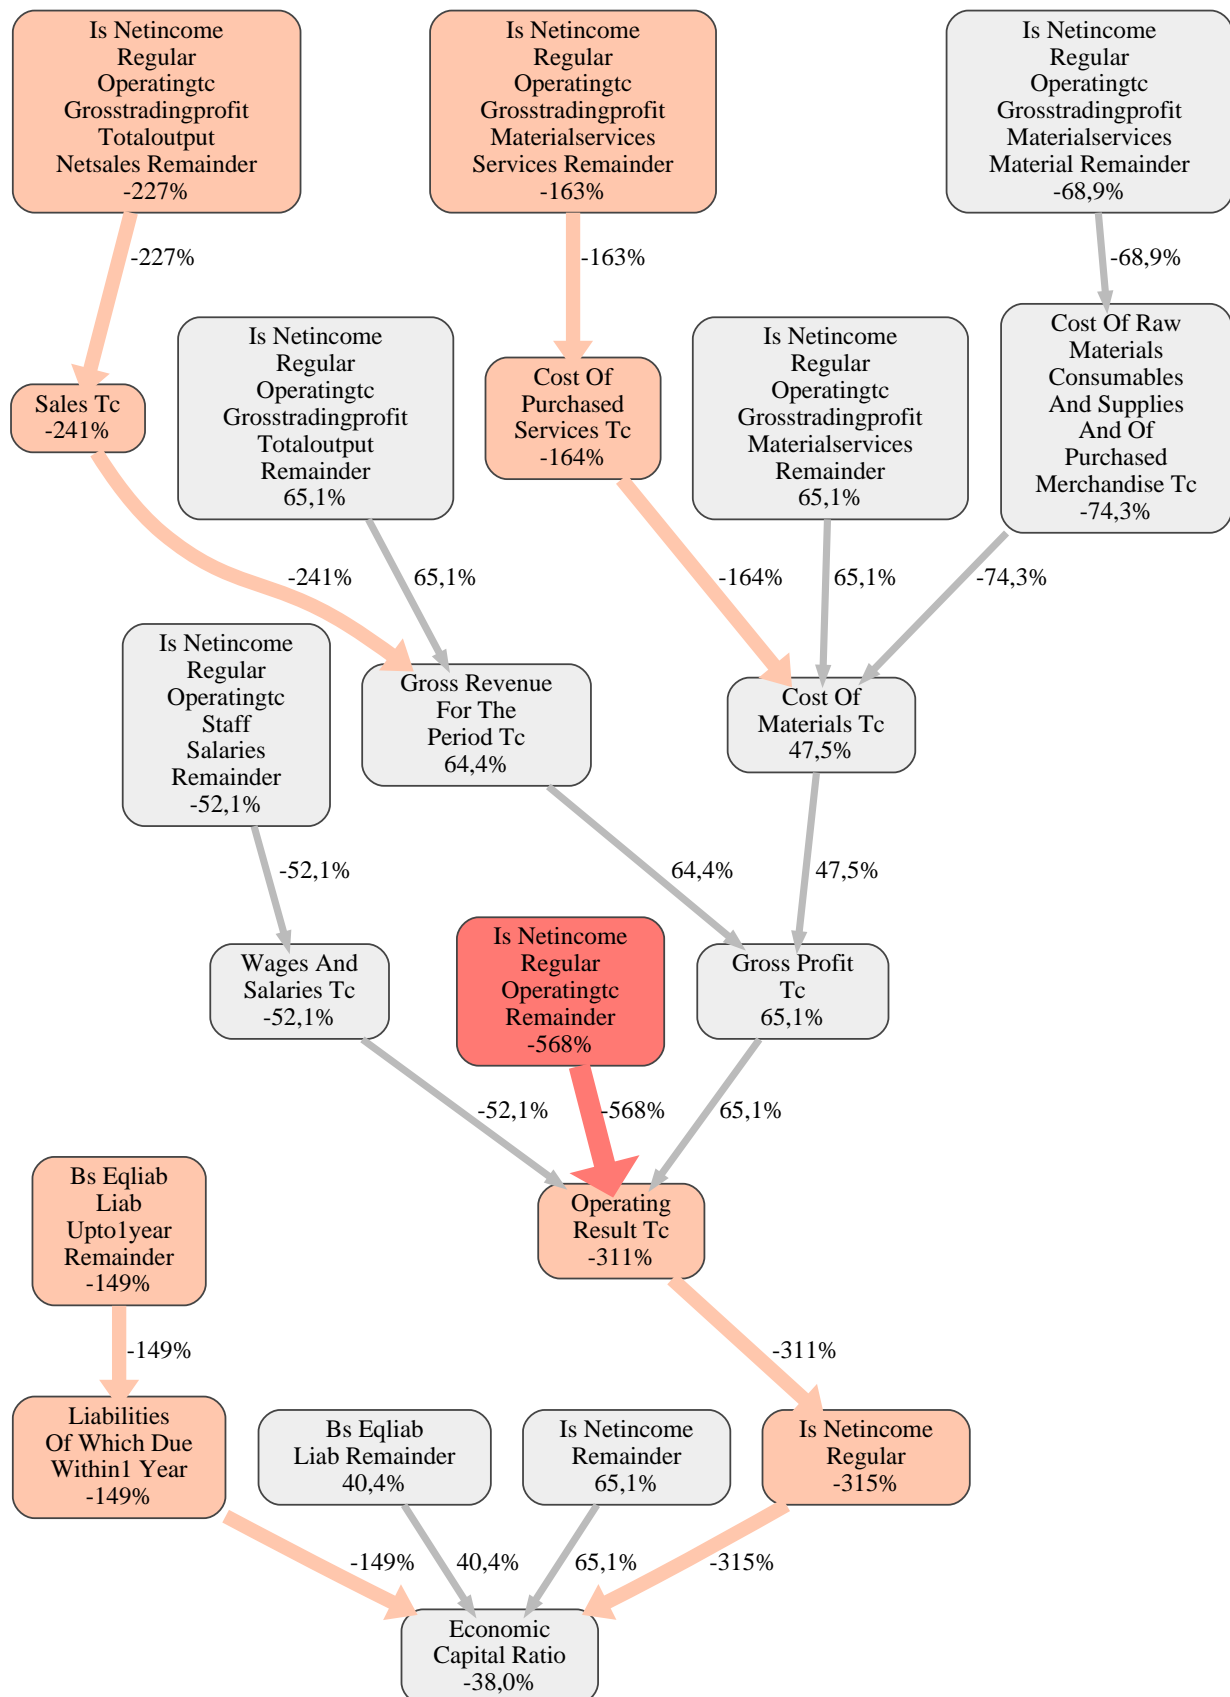 Is Netincome
Regular
Operatingtc
Grosstradingprofit
Totaloutput
Netsales Remainder
-227%
Is Netincome
Regular
Operatingtc
Grosstradingprofit
Materialservices
Services Remainder
-163%
Is Netincome
Regular
Operatingtc
Grosstradingprofit
Materialservices
Material Remainder
-68,9%
-227%
-163%
-68,9%
Sales Tc
-241%
Is Netincome
Regular
Operatingtc
Grosstradingprofit
Totaloutput
Remainder
65,1%
Cost Of
Purchased
Services Tc
-164%
Is Netincome
Regular
Operatingtc
Grosstradingprofit
Materialservices
Remainder
65,1%
Cost Of Raw
Materials
Consumables
And Supplies
And Of
Purchased
Merchandise Tc
-74,3%
-241%
65,1%
-164%
65,1%
-74,3%
Is Netincome
Regular
Operatingtc
Staff
Salaries
Remainder
-52,1%
Gross Revenue
For The
Period Tc
64,4%
Cost Of
Materials Tc
47,5%
-52,1%
64,4%
47,5%
Wages And
Salaries Tc
-52,1%
Is Netincome
Regular
Operatingtc
Remainder
-568%
Gross Profit
Tc
65,1%
-52,1%
-568%
65,1%
Bs Eqliab
Liab
Upto1year
Remainder
-149%
Operating
Result Tc
-311%
-149%
-311%
Liabilities
Of Which Due
Within1 Year
-149%
Bs Eqliab
Liab Remainder
40,4%
Is Netincome
Remainder
65,1%
Is Netincome
Regular
-315%
-149%
40,4%
65,1%
-315%
Economic
Capital Ratio
-38,0%